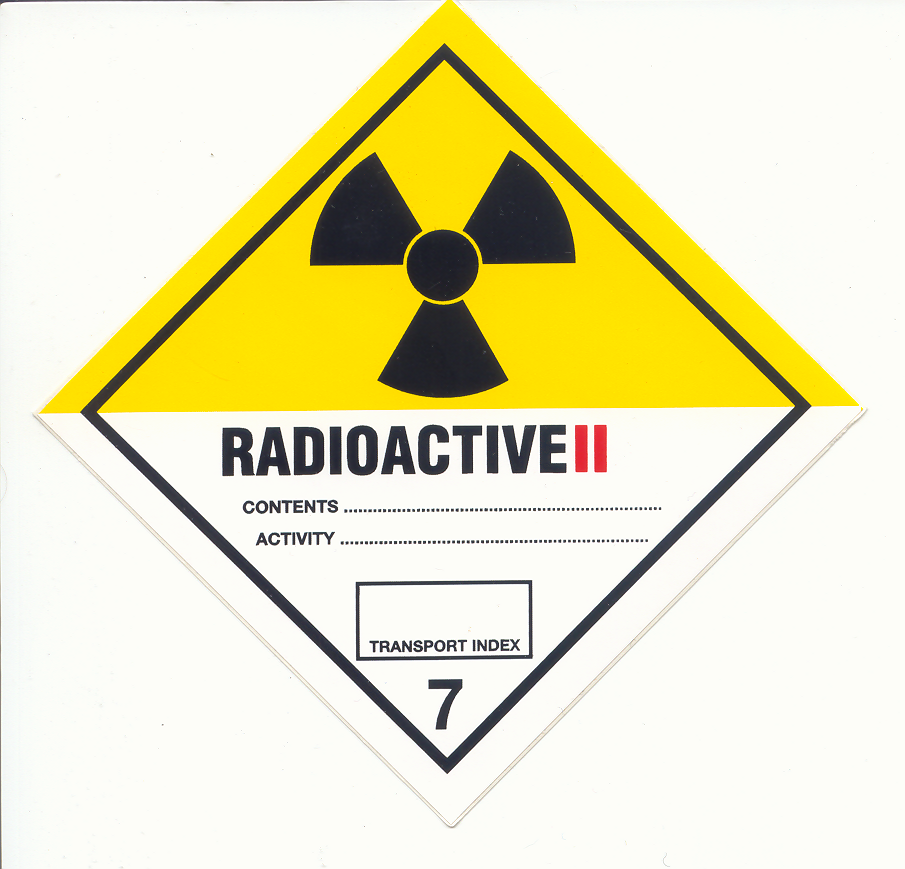 RADIOACTIVE II
CONTENTS ................................................................
ACTIVITY ................................................................
TRANSPORT INDEX
7